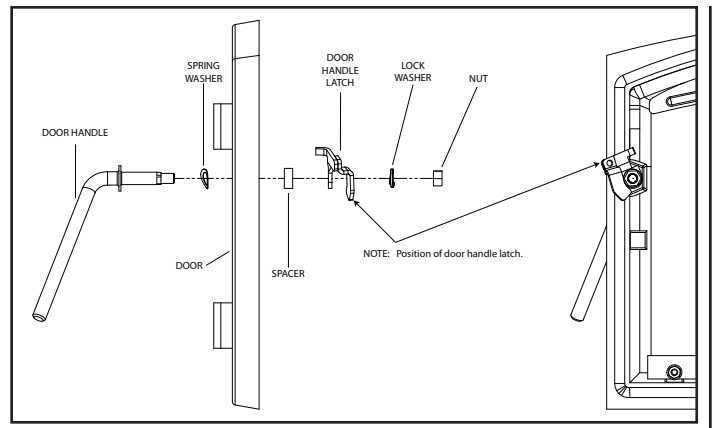 SPRING
WASHER
DOOR
HANDLE
LATCH
LOCK
WASHER
NUT
DOOR HANDLE
DOOR
SPACER
NOTE: Position of door handle latch.